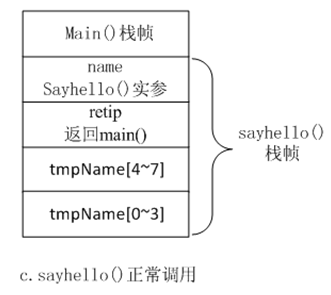 Main()栈帧
name
Sayhello()实参
retip
返回main()
tmpName[4~7]
tmpName[0~3]
sayhello()
栈帧
c.sayhello()正常调用